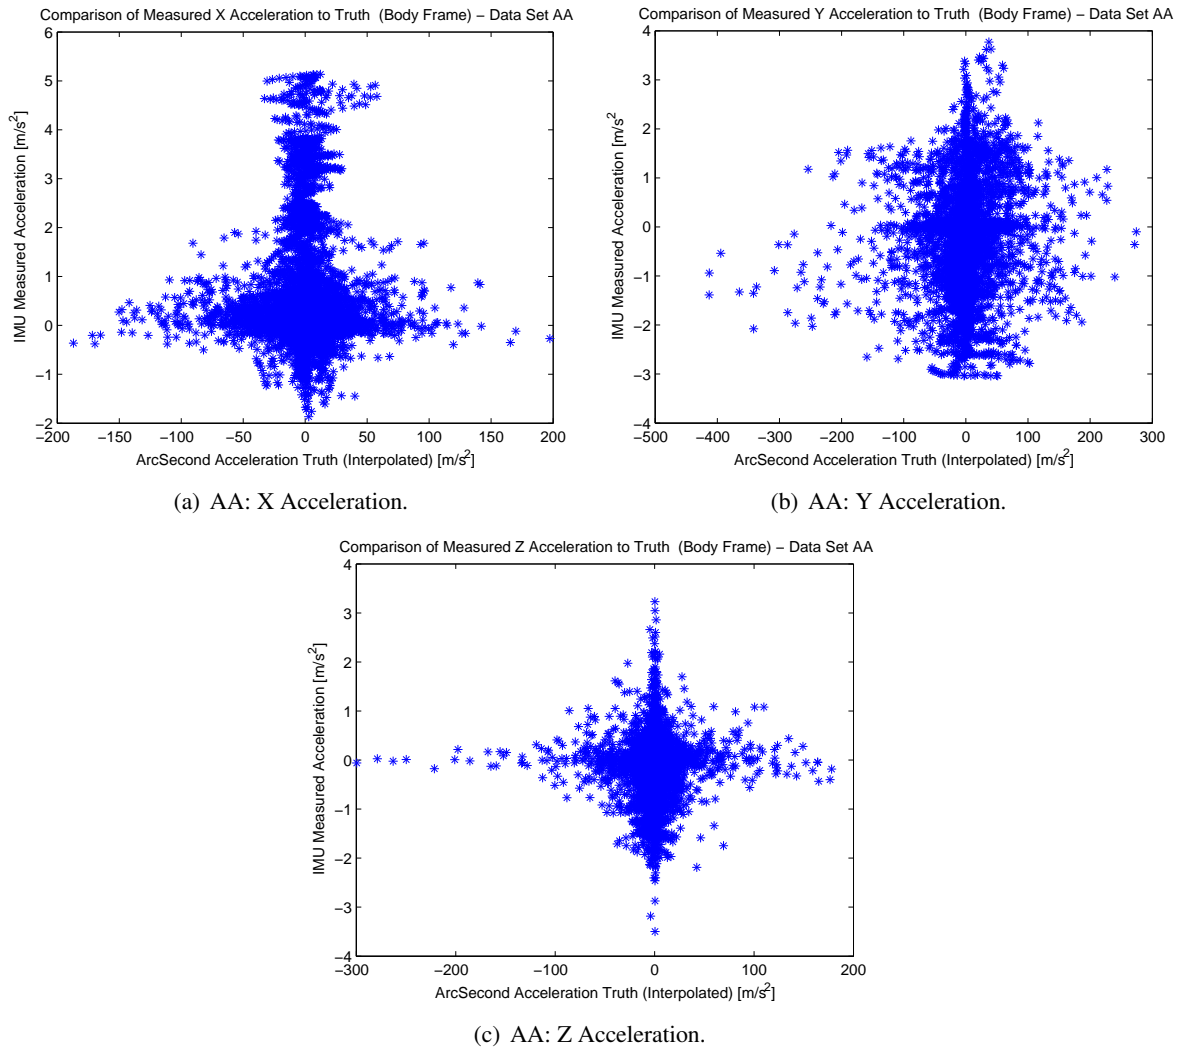 Comparison of Measured X Acceleration to Truth (Body Frame) − Data Set AA
6
5
4
3
2
1
0
−1
−2
IMU Measured Acceleration [m/s²]
−200 −150 −100 −50 0 50 100 150 200
ArcSecond Acceleration Truth (Interpolated) [m/s²]
(a) AA: X Acceleration.
Comparison of Measured Y Acceleration to Truth (Body Frame) − Data Set AA
4
3
2
1
0
−1
−2
−3
−4
IMU Measured Acceleration [m/s²]
−500 −400 −300 −200 −100 0 100 200 300
ArcSecond Acceleration Truth (Interpolated) [m/s²]
(b) AA: Y Acceleration.
Comparison of Measured Z Acceleration to Truth (Body Frame) − Data Set AA
4
3
2
1
0
−1
−2
−3
−4
IMU Measured Acceleration [m/s²]
−300 −200 −100 0 100 200
ArcSecond Acceleration Truth (Interpolated) [m/s²]
(c) AA: Z Acceleration.